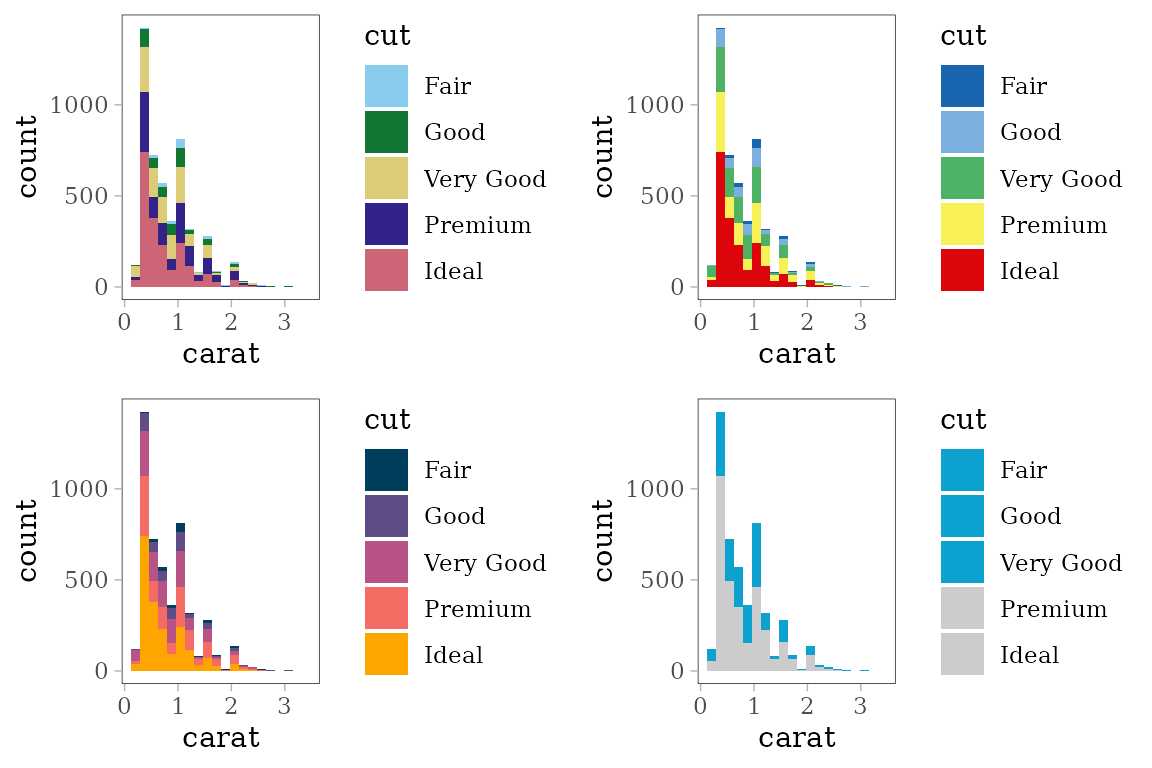 cut
Fair
Good
Very Good
Premium
Ideal
count
1000
500
0
0 1 2 3
carat
cut
Fair
Good
Very Good
Premium
Ideal
count
1000
500
0
0 1 2 3
carat
cut
Fair
Good
Very Good
Premium
Ideal
count
1000
500
0
0 1 2 3
carat
cut
Fair
Good
Very Good
Premium
Ideal
count
1000
500
0
0 1 2 3
carat